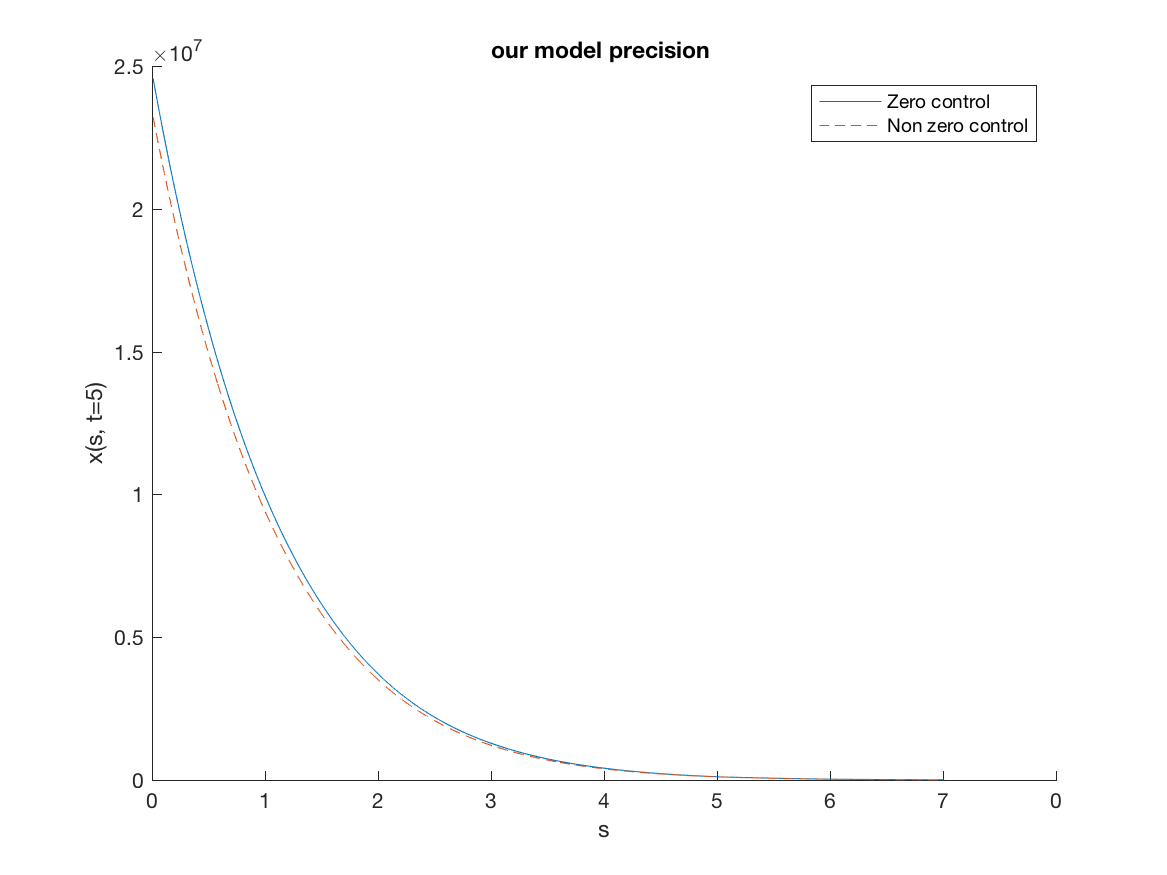 our model precision
×10⁷
2.5
2
1.5
1
0.5
0
x(s, t=5)
Zero control
Non zero control
0 1 2 3 4 5 6 7 0
s